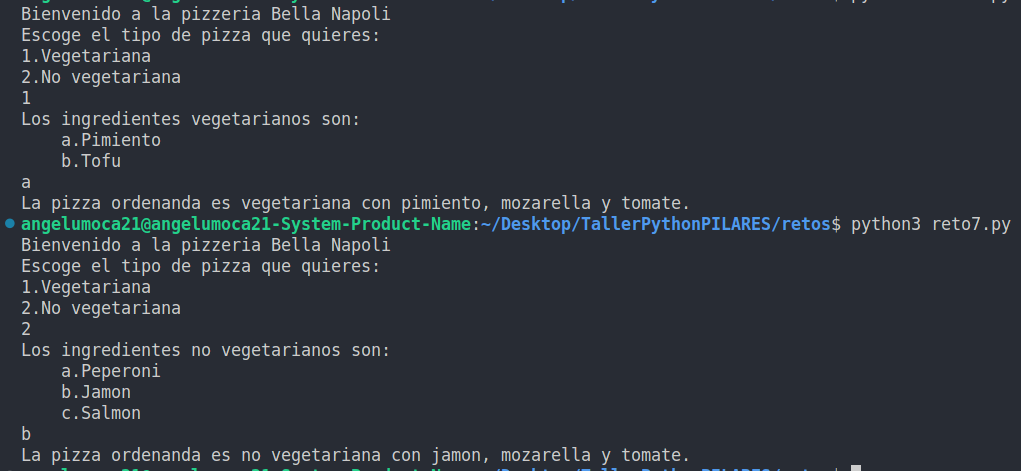 Bienvenido a la pizzeria Bella Napoli
Escoge el tipo de pizza que quieres:
1.Vegetariana
2.No vegetariana
1
Los ingredientes vegetarianos son:
    a.Pimiento
    b.Tofu
a
La pizza ordenanda es vegetariana con pimiento, mozarella y tomate.
angelumoca21@angelumoca21-System-Product-Name:~/Desktop/TallerPythonPILARES/retos$ python3 reto7.py
Bienvenido a la pizzeria Bella Napoli
Escoge el tipo de pizza que quieres:
1.Vegetariana
2.No vegetariana
2
Los ingredientes no vegetarianos son:
    a.Peperoni
    b.Jamon
    c.Salmon
b
La pizza ordenanda es no vegetariana con jamon, mozarella y tomate.